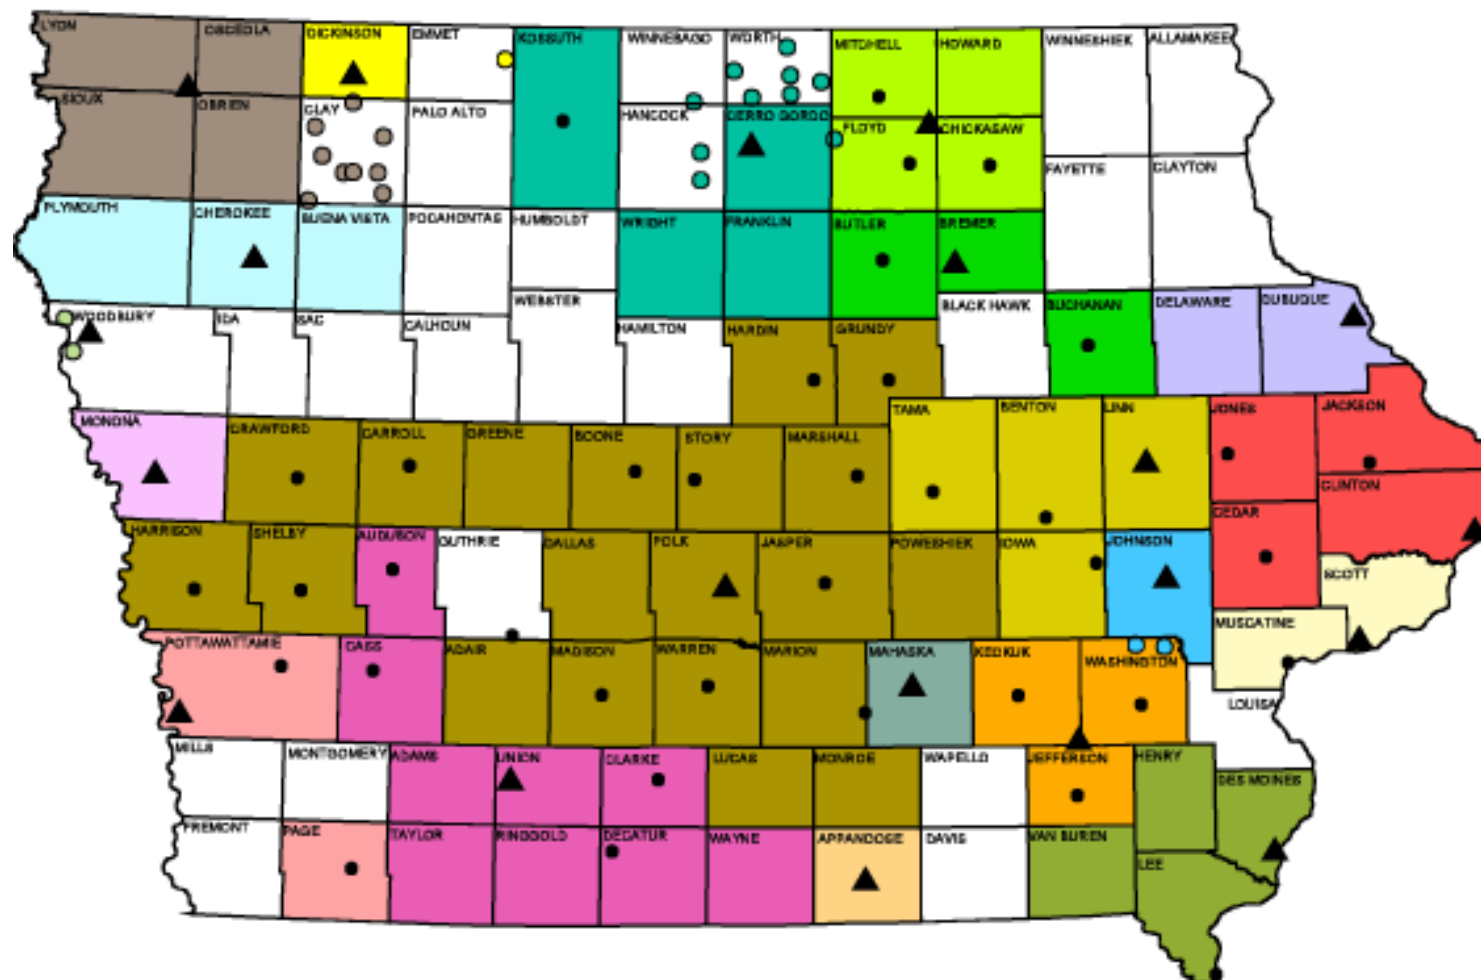 LYON
OSCEOLA
DICKINSON
EMMET
KOSSUTH
WINNEBAGO
WORTH
MITCHELL
HOWARD
WINNESHIEK
ALLAMAKEE
SIOUX
OBRIEN
CLAY
PALO ALTO
HANCOCK
CERRO GORDO
FLOYD
CHICKASAW
FAYETTE
CLAYTON
PLYMOUTH
CHEROKEE
BUENA VISTA
POCAHONTAS
HUMBOLDT
WRIGHT
FRANKLIN
BUTLER
BREMER
WOODBURY
IDA
SAC
CALHOUN
WEBSTER
HAMILTON
HARDIN
GRUNDY
BLACK HAWK
BUCHANAN
DELAWARE
DUBUQUE
MONONA
CRAWFORD
CARROLL
GREENE
BOONE
STORY
MARSHALL
TAMA
BENTON
LINN
JONES
JACKSON
CLINTON
CEDAR
HARRISON
SHELBY
AUDUBON
GUTHRIE
DALLAS
POLK
JASPER
POWESHIEK
IOWA
JOHNSON
SCOTT
MUSCATINE
POTTAWATTAMIE
CASS
ADAIR
MADISON
WARREN
MARION
MAHASKA
KEOKUK
WASHINGTON
LOUISA
MILLS
MONTGOMERY
ADAMS
UNION
CLARKE
LUCAS
MONROE
WAPELLO
JEFFERSON
HENRY
DES MOINES
FREMONT
PAGE
TAYLOR
RINGGOLD
DECATUR
WAYNE
APPANOOSE
DAVIS
VAN BUREN
LEE